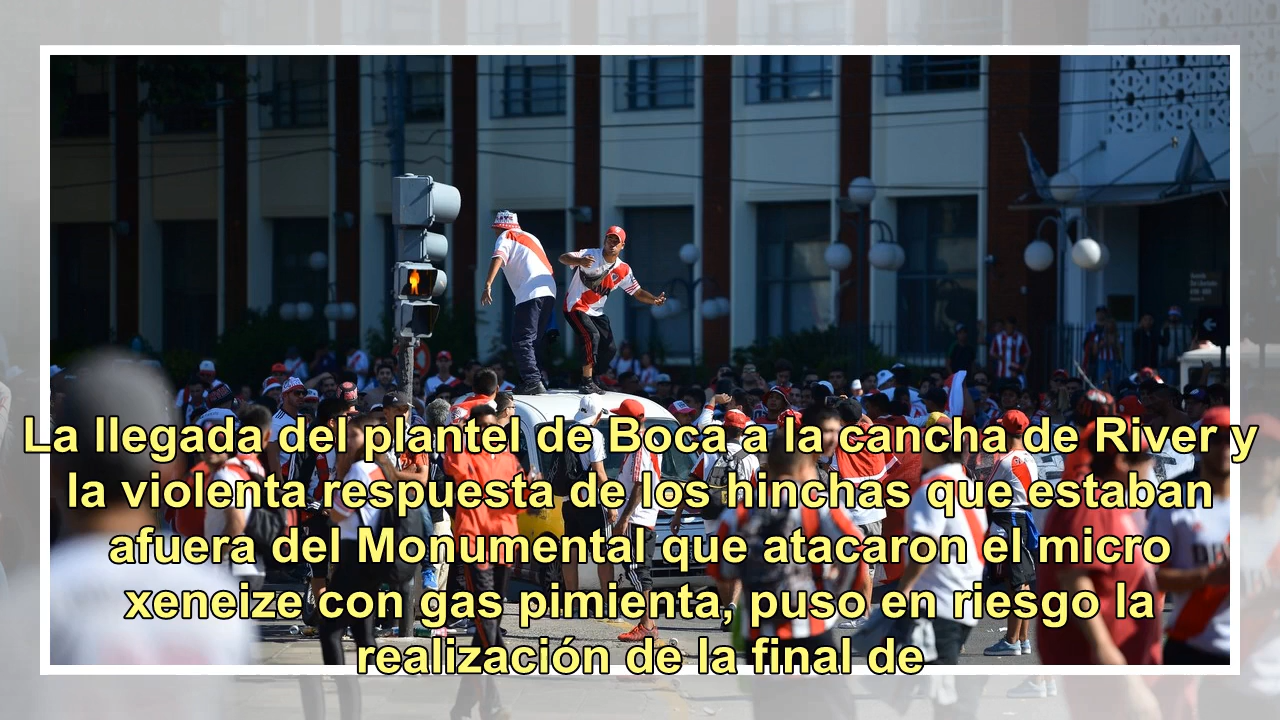 La llegada del plantel de Boca a la cancha de River y
la violenta respuesta de los hinchas que estaban
afuera del Monumental que atacaron el micro
xeneize con gas pimienta, puso en riesgo la
realización de la final de